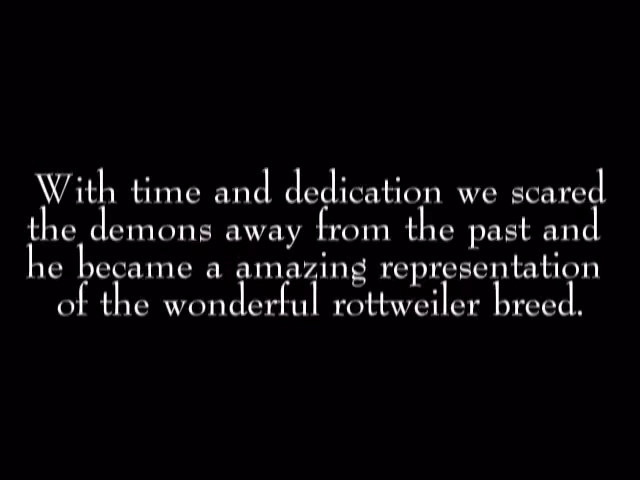 With time and dedication we scared
the demons away from the past and
he became a amazing representation
of the wonderful rottweiler breed.